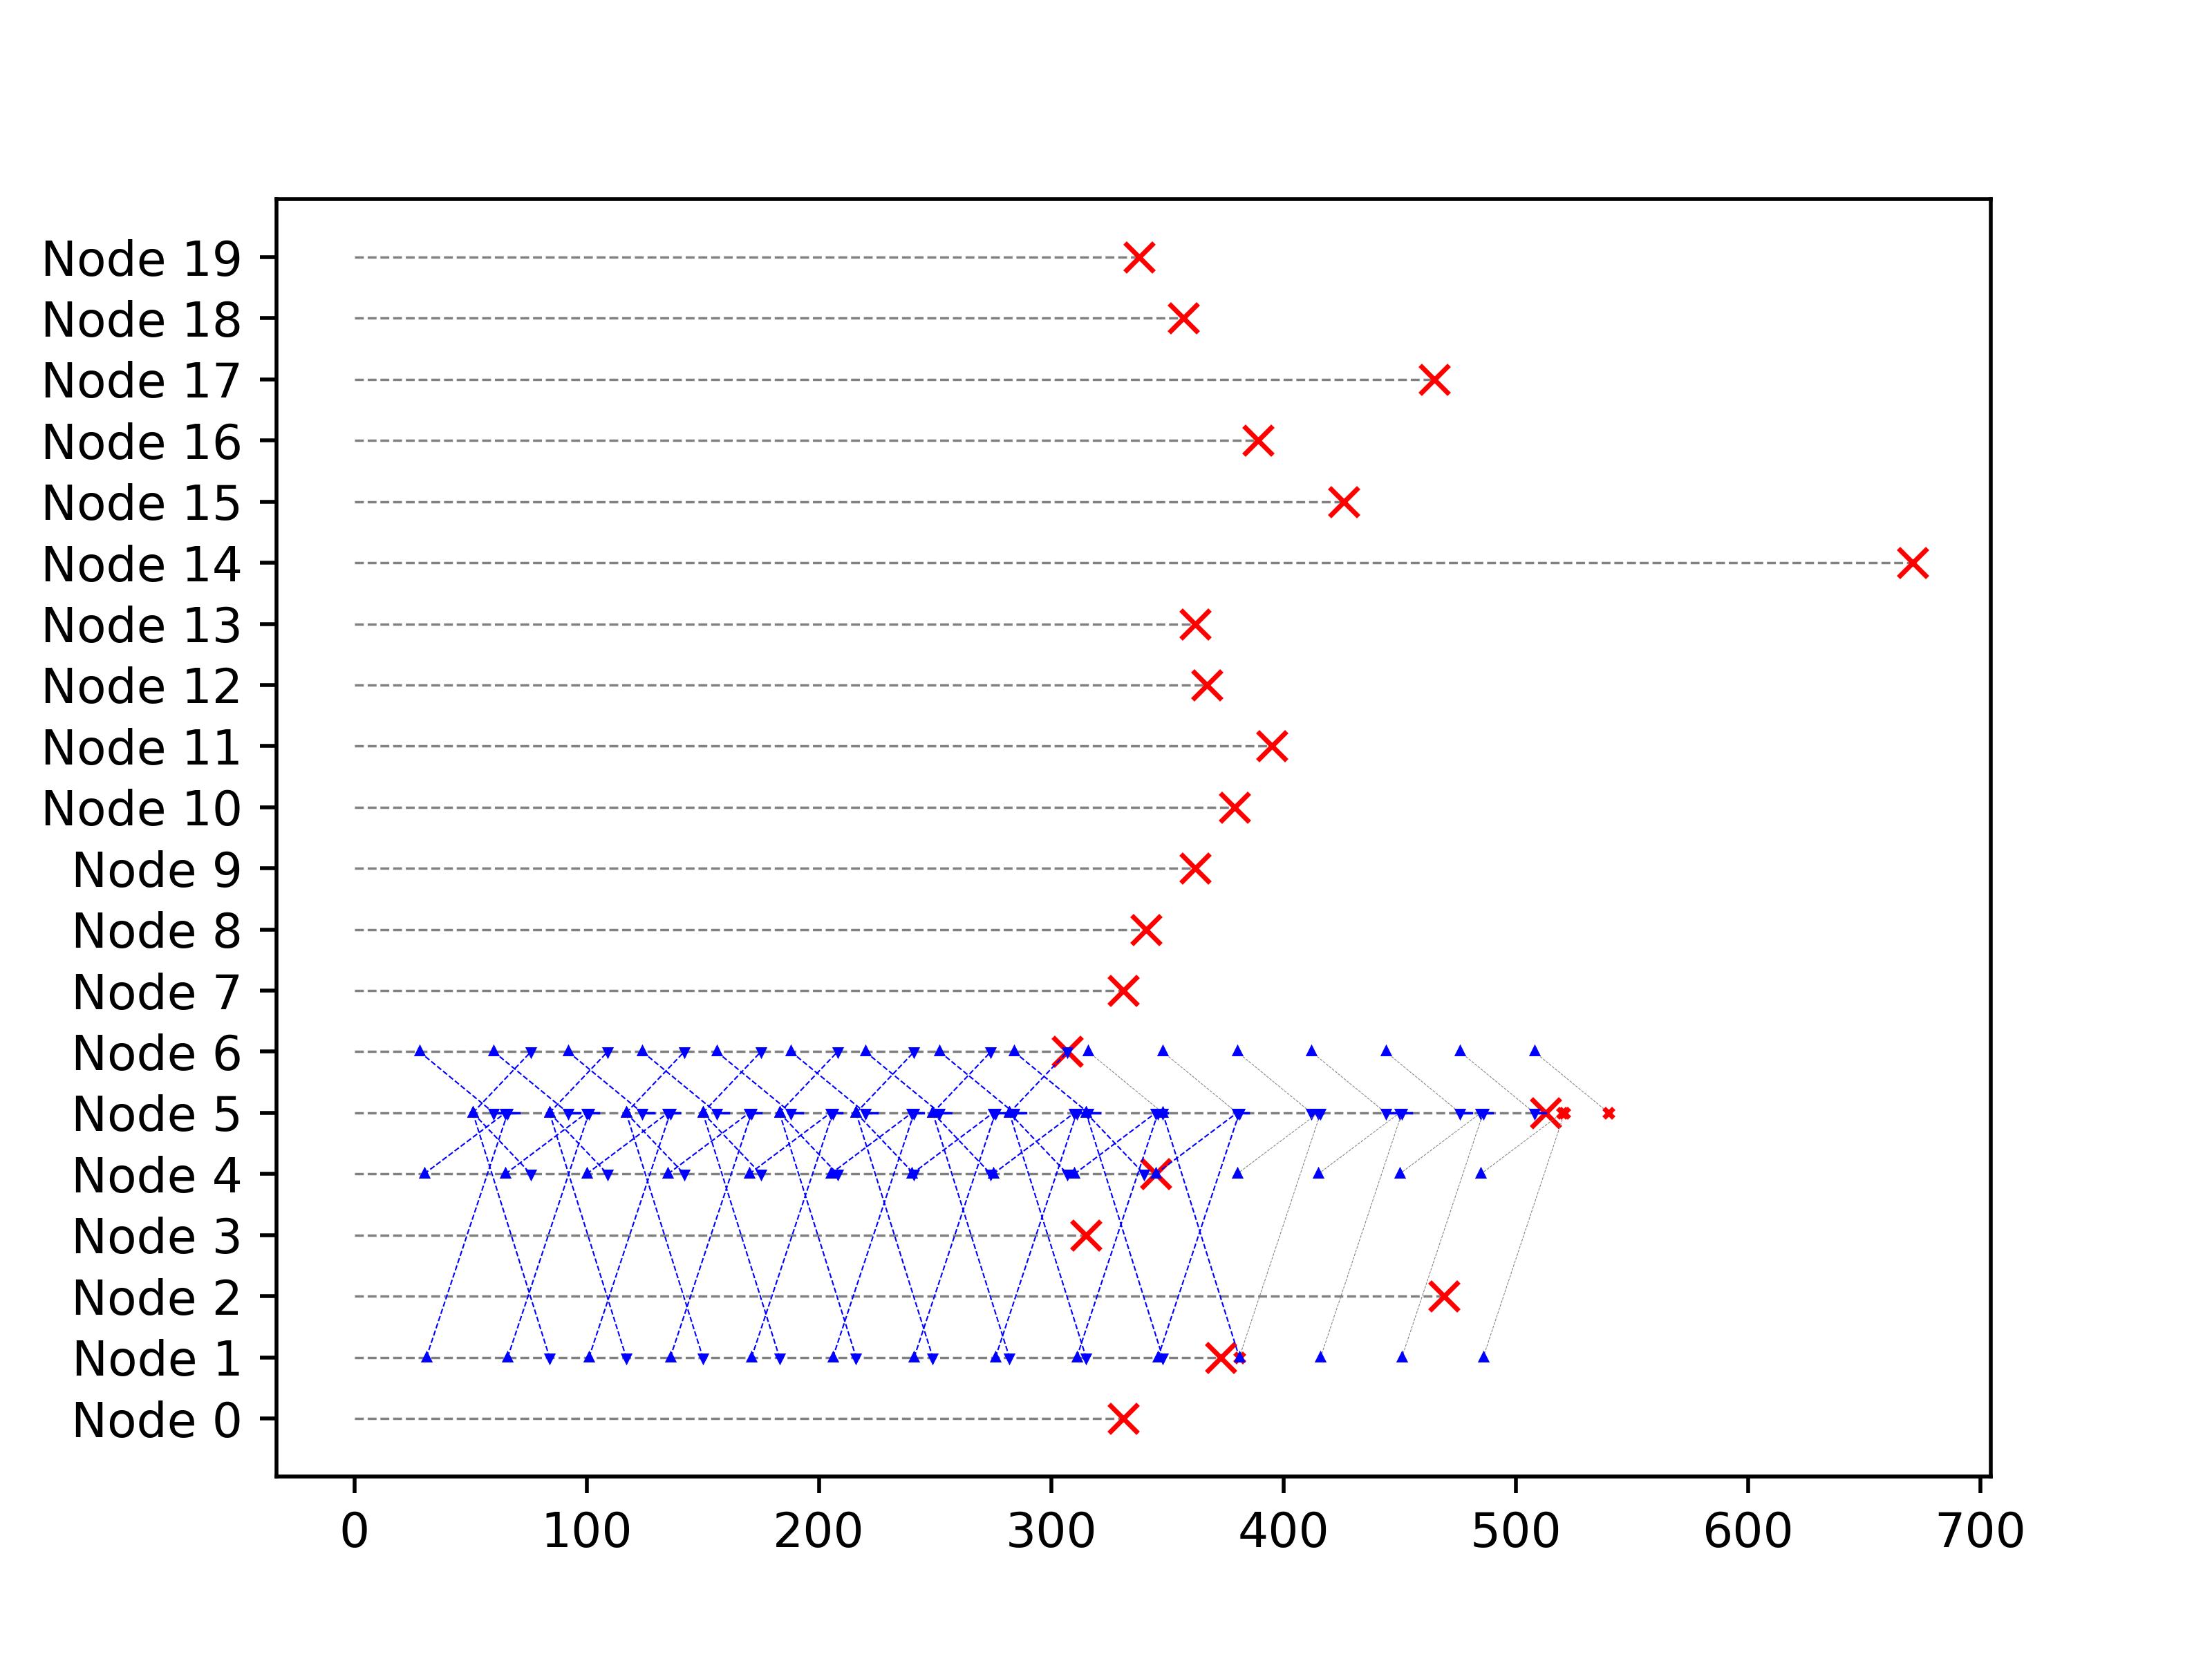 Node 19
Node 18
Node 17
Node 16
Node 15
Node 14
Node 13
Node 12
Node 11
Node 10
Node 9
Node 8
Node 7
Node 6
Node 5
Node 4
Node 3
Node 2
Node 1
Node 0
0 100 200 300 400 500 600 700